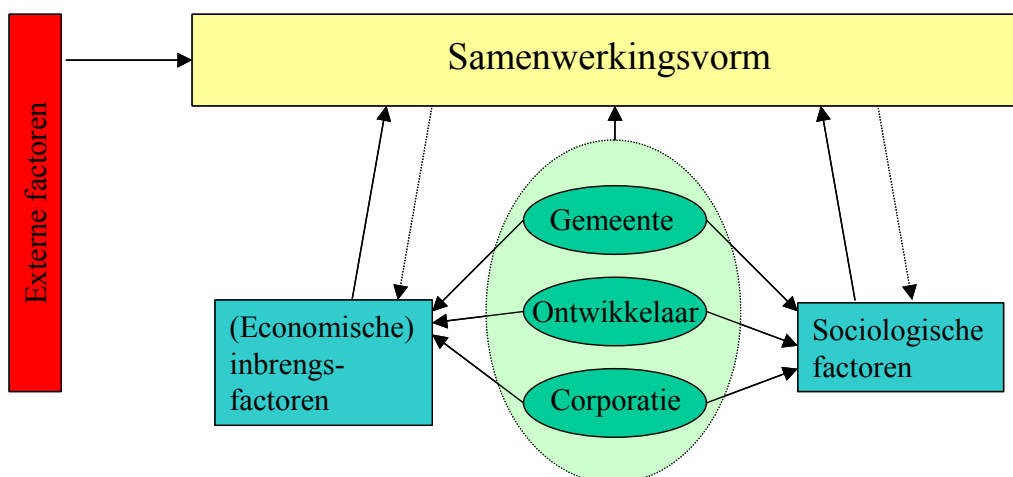 Samenwerkingsvorm
Externe factoren
Gemeente
Ontwikkelaar
Corporatie
(Economische)
inbrengs-
factoren
Sociologische
factoren